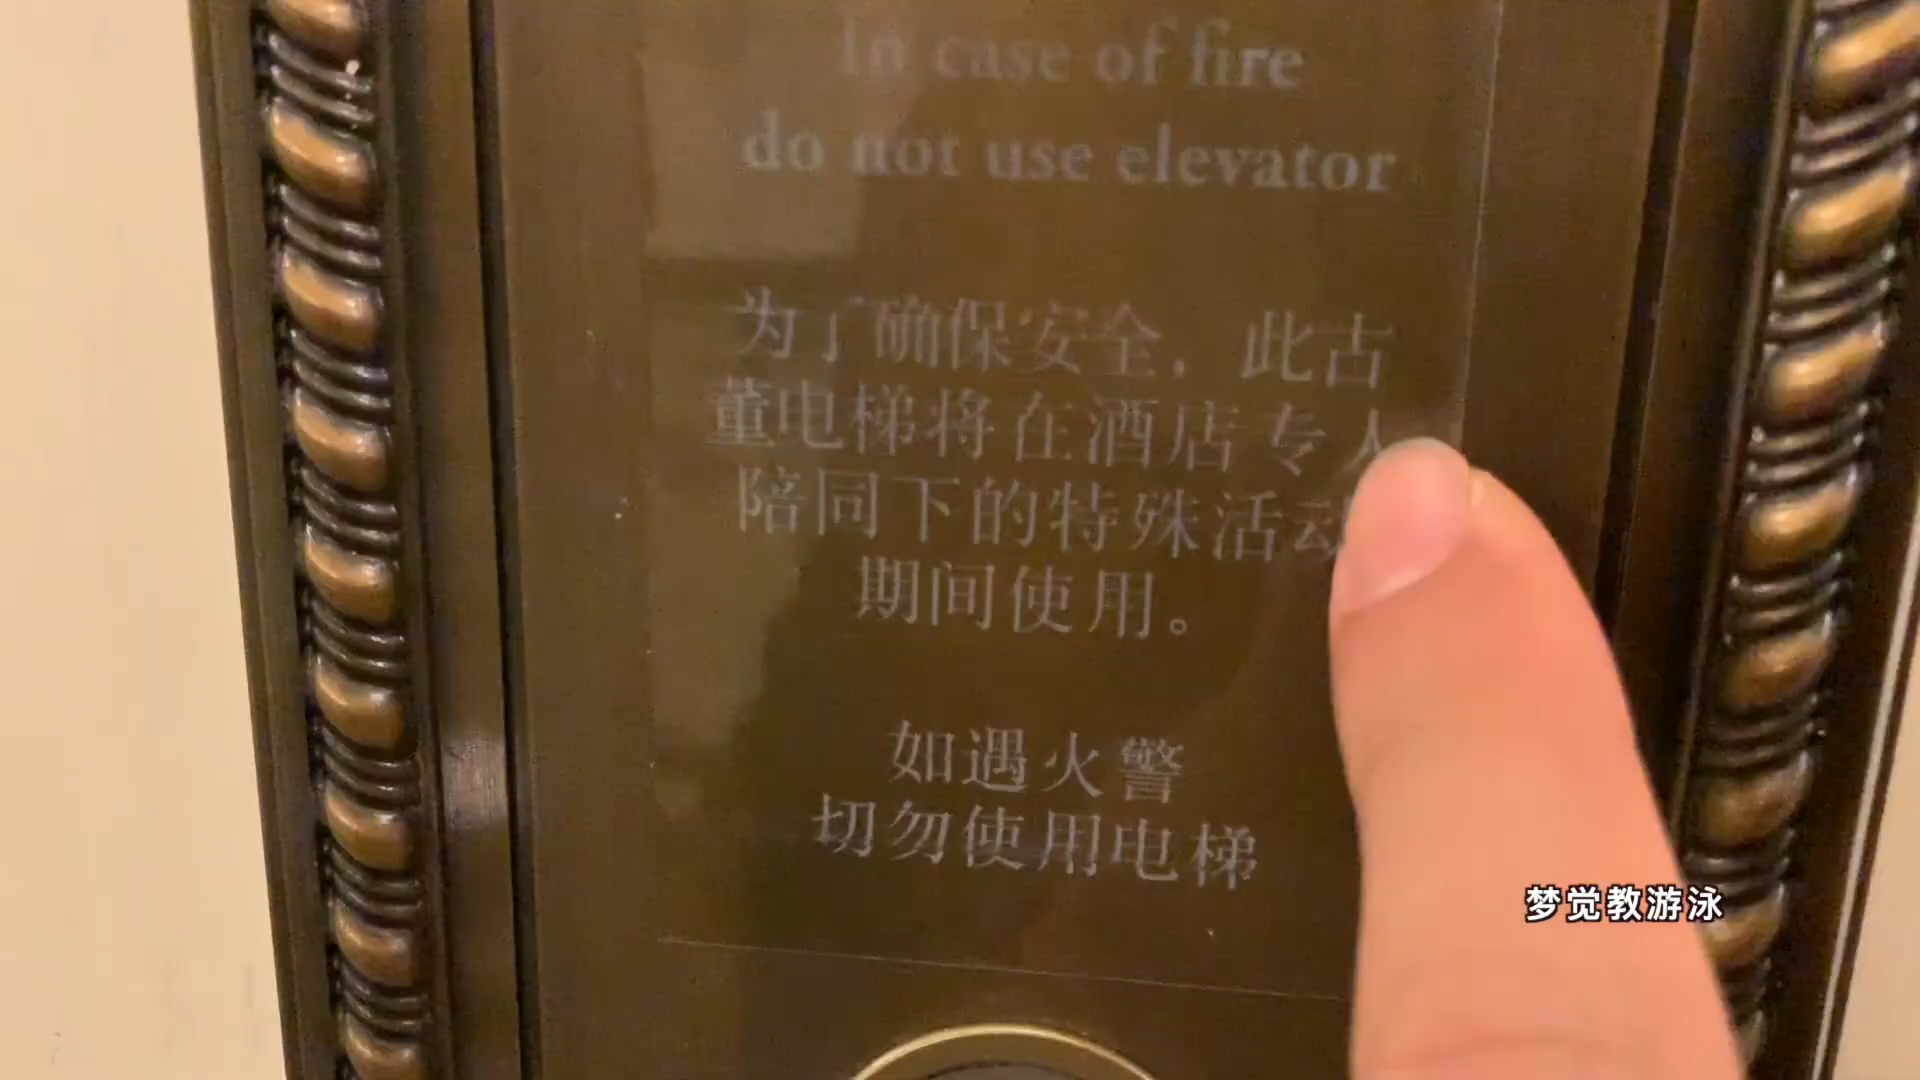 In case of fire
do not use elevator
为了确保安全，此古
董电梯将在酒店专人
陪同下的特殊活动
期间使用。
如遇火警
切勿使用电梯
梦觉教游泳